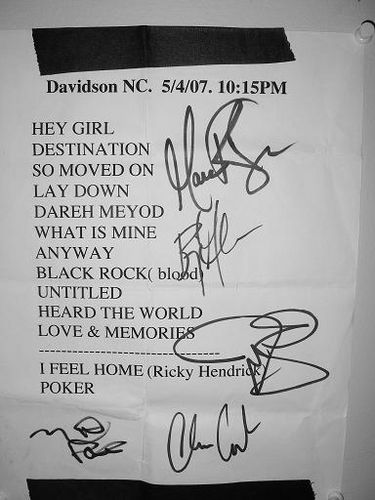 Davidson NC. 5/4/07. 10:15PM
HEY GIRL
DESTINATION
SO MOVED ON
LAY DOWN
DAREH MEYOD
WHAT IS MINE
ANYWAY
BLACK ROCK( blood)
UNTITLED
HEARD THE WORLD
LOVE & MEMORIES
------------------------------
I FEEL HOME (Ricky Hendrick
POKER